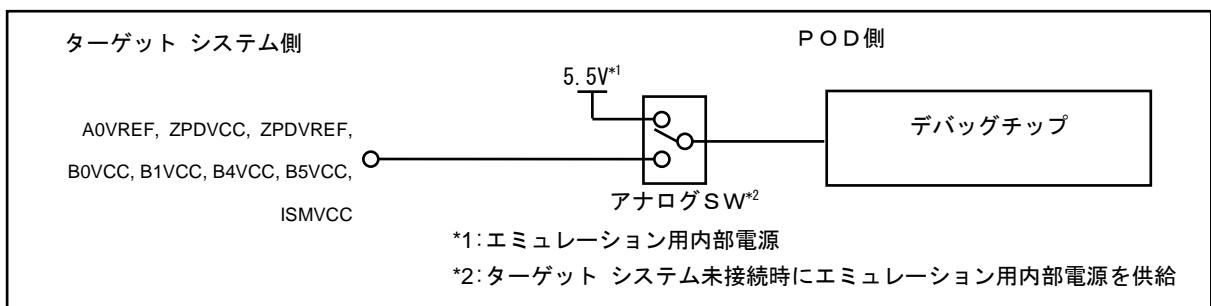 ターゲット システム側
POD側
5.5V*1
A0VREF, ZPDVCC, ZPDVREF,
B0VCC, B1VCC, B4VCC, B5VCC,
ISMVCC
デバッグチップ
アナログSW*2
*1:エミュレーション用内部電源
*2:ターゲット システム未接続時にエミュレーション用内部電源を供給